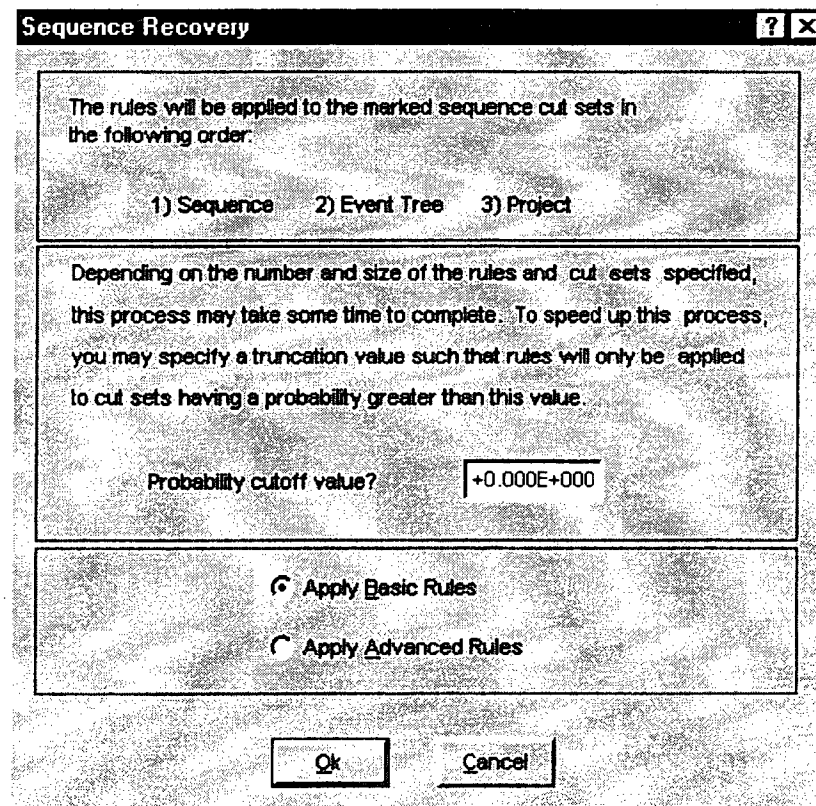 Sequence Recovery ? X
The rules will be applied to the marked sequence cut sets in
the following order:
1) Sequence 2) Event Tree 3) Project
Depending on the number and size of the rules and cut sets specified,
this process may take some time to complete. To speed up this process,
you may specify a truncation value such that rules will only be applied
to cut sets having a probability greater than this value.
Probability cutoff value? +0.000E+000
Apply Basic Rules
Apply Advanced Rules
Ok Cancel